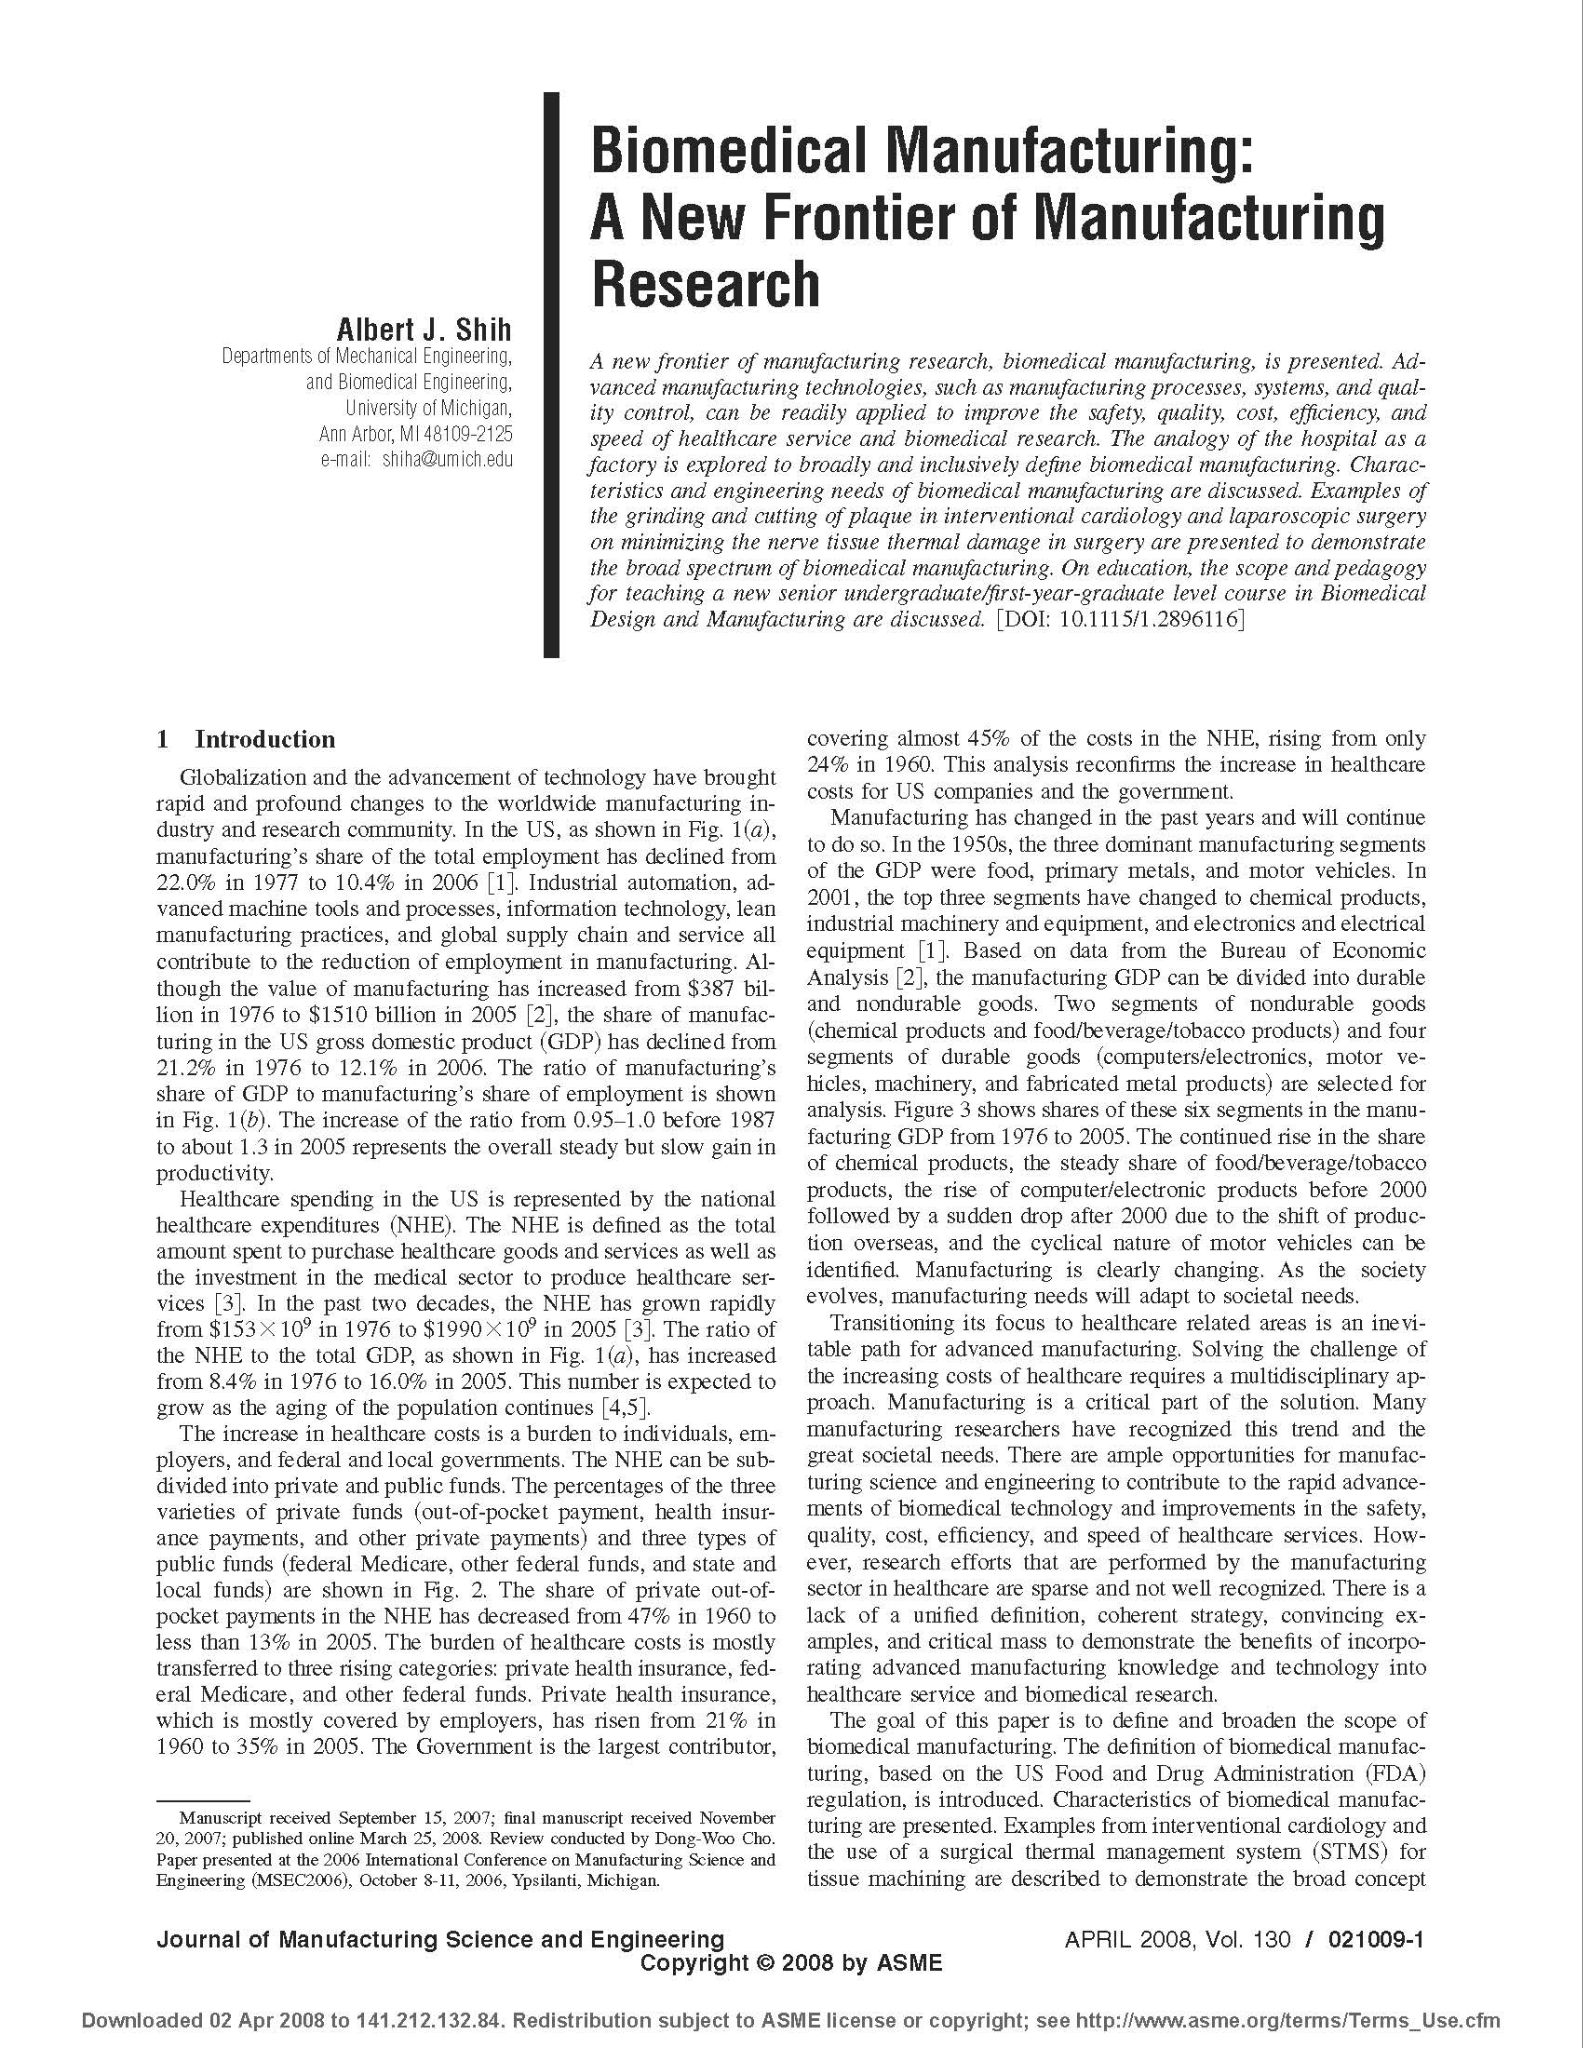 Biomedical Manufacturing:
A New Frontier of Manufacturing
Research
Albert J. Shih
Departments of Mechanical Engineering,
and Biomedical Engineering,
University of Michigan,
Ann Arbor, MI 48109-2125
e-mail: shiha@umich.edu
A new frontier of manufacturing research, biomedical manufacturing, is presented. Ad-
vanced manufacturing technologies, such as manufacturing processes, systems, and qual-
ity control, can be readily applied to improve the safety, quality, cost, efficiency, and
speed of healthcare service and biomedical research. The analogy of the hospital as a
factory is explored to broadly and inclusively define biomedical manufacturing. Charac-
teristics and engineering needs of biomedical manufacturing are discussed. Examples of
the grinding and cutting of plaque in interventional cardiology and laparoscopic surgery
on minimizing the nerve tissue thermal damage in surgery are presented to demonstrate
the broad spectrum of biomedical manufacturing. On education, the scope and pedagogy
for teaching a new senior undergraduate/first-year-graduate level course in Biomedical
Design and Manufacturing are discussed. [DOI: 10.1115/1.2896116]
1 Introduction
Globalization and the advancement of technology have brought
rapid and profound changes to the worldwide manufacturing in-
dustry and research community. In the US, as shown in Fig. 1(a),
manufacturing's share of the total employment has declined from
22.0% in 1977 to 10.4% in 2006 [1]. Industrial automation, ad-
vanced machine tools and processes, information technology, lean
manufacturing practices, and global supply chain and service all
contribute to the reduction of employment in manufacturing. Al-
though the value of manufacturing has increased from $387 bil-
lion in 1976 to $1510 billion in 2005 [2], the share of manufac-
turing in the US gross domestic product (GDP) has declined from
21.2% in 1976 to 12.1% in 2006. The ratio of manufacturing's
share of GDP to manufacturing's share of employment is shown
in Fig. 1(b). The increase of the ratio from 0.95–1.0 before 1987
to about 1.3 in 2005 represents the overall steady but slow gain in
productivity.
Healthcare spending in the US is represented by the national
healthcare expenditures (NHE). The NHE is defined as the total
amount spent to purchase healthcare goods and services as well as
the investment in the medical sector to produce healthcare ser-
vices [3]. In the past two decades, the NHE has grown rapidly
from $153×10⁹ in 1976 to $1990×10⁹ in 2005 [3]. The ratio of
the NHE to the total GDP, as shown in Fig. 1(a), has increased
from 8.4% in 1976 to 16.0% in 2005. This number is expected to
grow as the aging of the population continues [4,5].
The increase in healthcare costs is a burden to individuals, em-
ployers, and federal and local governments. The NHE can be sub-
divided into private and public funds. The percentages of the three
varieties of private funds (out-of-pocket payment, health insur-
ance payments, and other private payments) and three types of
public funds (federal Medicare, other federal funds, and state and
local funds) are shown in Fig. 2. The share of private out-of-
pocket payments in the NHE has decreased from 47% in 1960 to
less than 13% in 2005. The burden of healthcare costs is mostly
transferred to three rising categories: private health insurance, fed-
eral Medicare, and other federal funds. Private health insurance,
which is mostly covered by employers, has risen from 21% in
1960 to 35% in 2005. The Government is the largest contributor,
Manuscript received September 15, 2007; final manuscript received November
20, 2007; published online March 25, 2008. Review conducted by Dong-Woo Cho.
Paper presented at the 2006 International Conference on Manufacturing Science and
Engineering (MSEC2006), October 8-11, 2006, Ypsilanti, Michigan.
covering almost 45% of the costs in the NHE, rising from only
24% in 1960. This analysis reconfirms the increase in healthcare
costs for US companies and the government.
Manufacturing has changed in the past years and will continue
to do so. In the 1950s, the three dominant manufacturing segments
of the GDP were food, primary metals, and motor vehicles. In
2001, the top three segments have changed to chemical products,
industrial machinery and equipment, and electronics and electrical
equipment [1]. Based on data from the Bureau of Economic
Analysis [2], the manufacturing GDP can be divided into durable
and nondurable goods. Two segments of nondurable goods
(chemical products and food/beverage/tobacco products) and four
segments of durable goods (computers/electronics, motor ve-
hicles, machinery, and fabricated metal products) are selected for
analysis. Figure 3 shows shares of these six segments in the manu-
facturing GDP from 1976 to 2005. The continued rise in the share
of chemical products, the steady share of food/beverage/tobacco
products, the rise of computer/electronic products before 2000
followed by a sudden drop after 2000 due to the shift of produc-
tion overseas, and the cyclical nature of motor vehicles can be
identified. Manufacturing is clearly changing. As the society
evolves, manufacturing needs will adapt to societal needs.
Transitioning its focus to healthcare related areas is an inevi-
table path for advanced manufacturing. Solving the challenge of
the increasing costs of healthcare requires a multidisciplinary ap-
proach. Manufacturing is a critical part of the solution. Many
manufacturing researchers have recognized this trend and the
great societal needs. There are ample opportunities for manufac-
turing science and engineering to contribute to the rapid advance-
ments of biomedical technology and improvements in the safety,
quality, cost, efficiency, and speed of healthcare services. How-
ever, research efforts that are performed by the manufacturing
sector in healthcare are sparse and not well recognized. There is a
lack of a unified definition, coherent strategy, convincing ex-
amples, and critical mass to demonstrate the benefits of incorpo-
rating advanced manufacturing knowledge and technology into
healthcare service and biomedical research.
The goal of this paper is to define and broaden the scope of
biomedical manufacturing. The definition of biomedical manufac-
turing, based on the US Food and Drug Administration (FDA)
regulation, is introduced. Characteristics of biomedical manufac-
turing are presented. Examples from interventional cardiology and
the use of a surgical thermal management system (STMS) for
tissue machining are described to demonstrate the broad concept
Journal of Manufacturing Science and Engineering
APRIL 2008, Vol. 130 / 021009-1
Copyright © 2008 by ASME
Downloaded 02 Apr 2008 to 141.212.132.84. Redistribution subject to ASME license or copyright; see http://www.asme.org/terms/Terms_Use.cfm